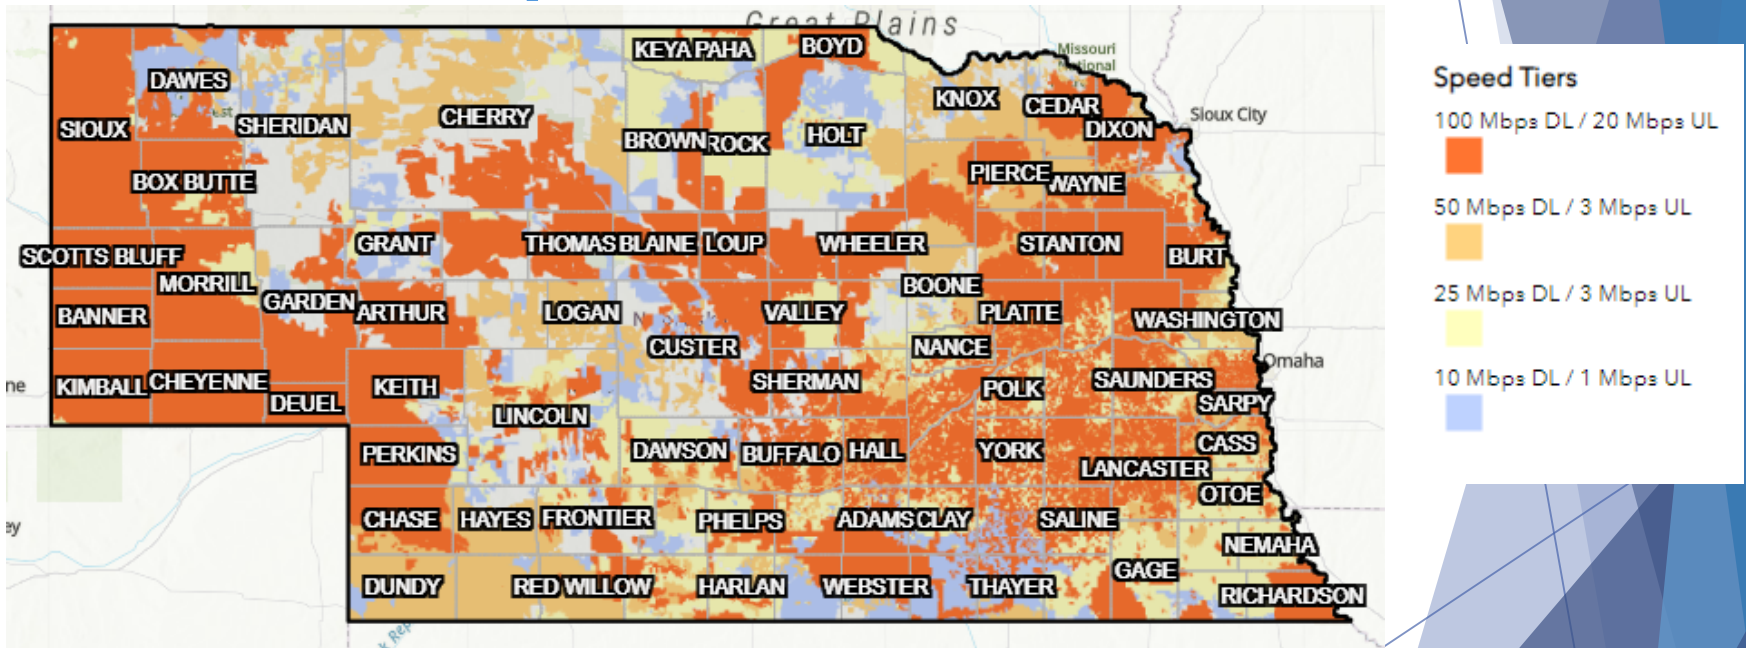 Great Plains
KEYA PAHA
BOYD
Missouri
National
DAWES
KNOX
CEDAR
SIOUX
SHERIDAN
CHERRY
Sioux City
DIXON
BROWN
ROCK
HOLT
BOX BUTTE
PIERCE
WAYNE
SCOTTS BLUFF
GRANT
THOMAS
BLAINE
LOUP
WHEELER
STANTON
BURT
MORRILL
GARDEN
ARTHUR
LOGAN
VALLEY
BOONE
PLATTE
WASHINGTON
BANNER
CUSTER
NANCE
Omaha
KIMBALL
CHEYENNE
DEUEL
KEITH
SHERMAN
POLK
SAUNDERS
SARPY
LINCOLN
PERKINS
DAWSON
BUFFALO
HALL
YORK
CASS
LANCASTER
OTOE
CHASE
HAYES
FRONTIER
PHELPS
ADAMS
CLAY
SALINE
NEMAHA
DUNDY
RED WILLOW
HARLAN
WEBSTER
THAYER
GAGE
RICHARDSON
Speed Tiers
100 Mbps DL / 20 Mbps UL
50 Mbps DL / 3 Mbps UL
25 Mbps DL / 3 Mbps UL
10 Mbps DL / 1 Mbps UL